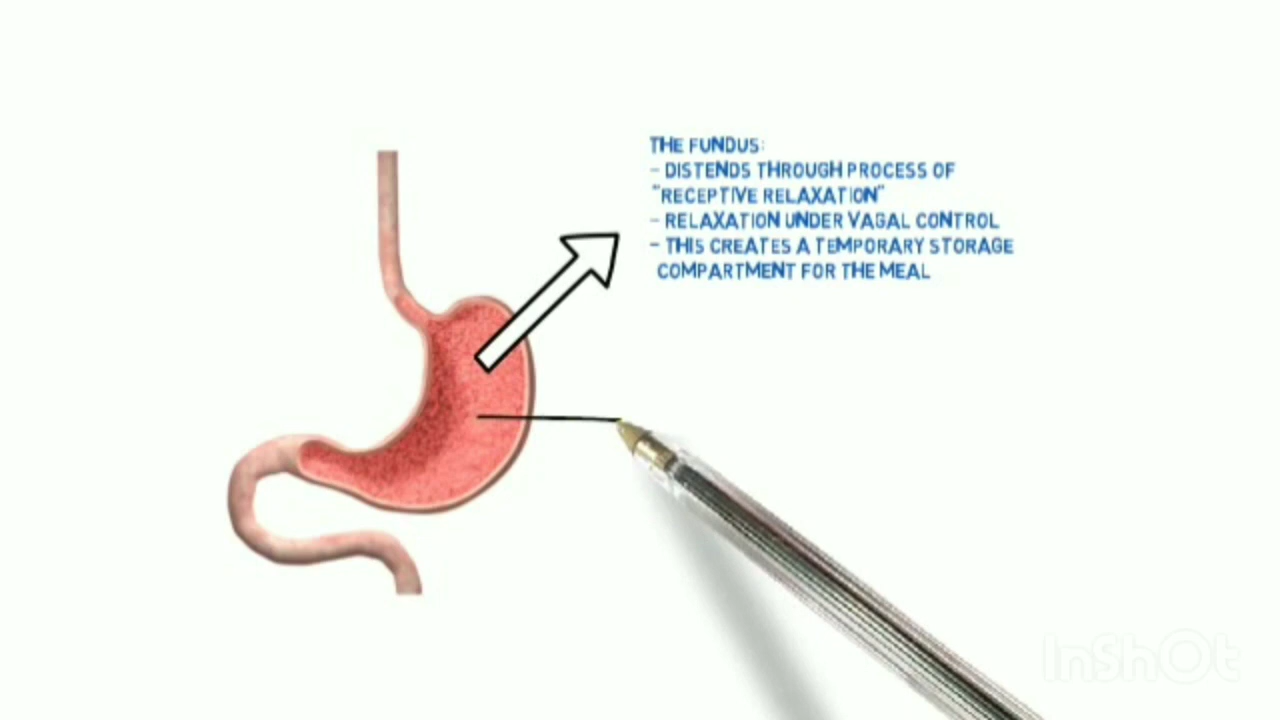 THE FUNDUS:
- DISTENDS THROUGH PROCESS OF
"RECEPTIVE RELAXATION"
- RELAXATION UNDER VAGAL CONTROL
- THIS CREATES A TEMPORARY STORAGE
COMPARTMENT FOR THE MEAL
InShOt